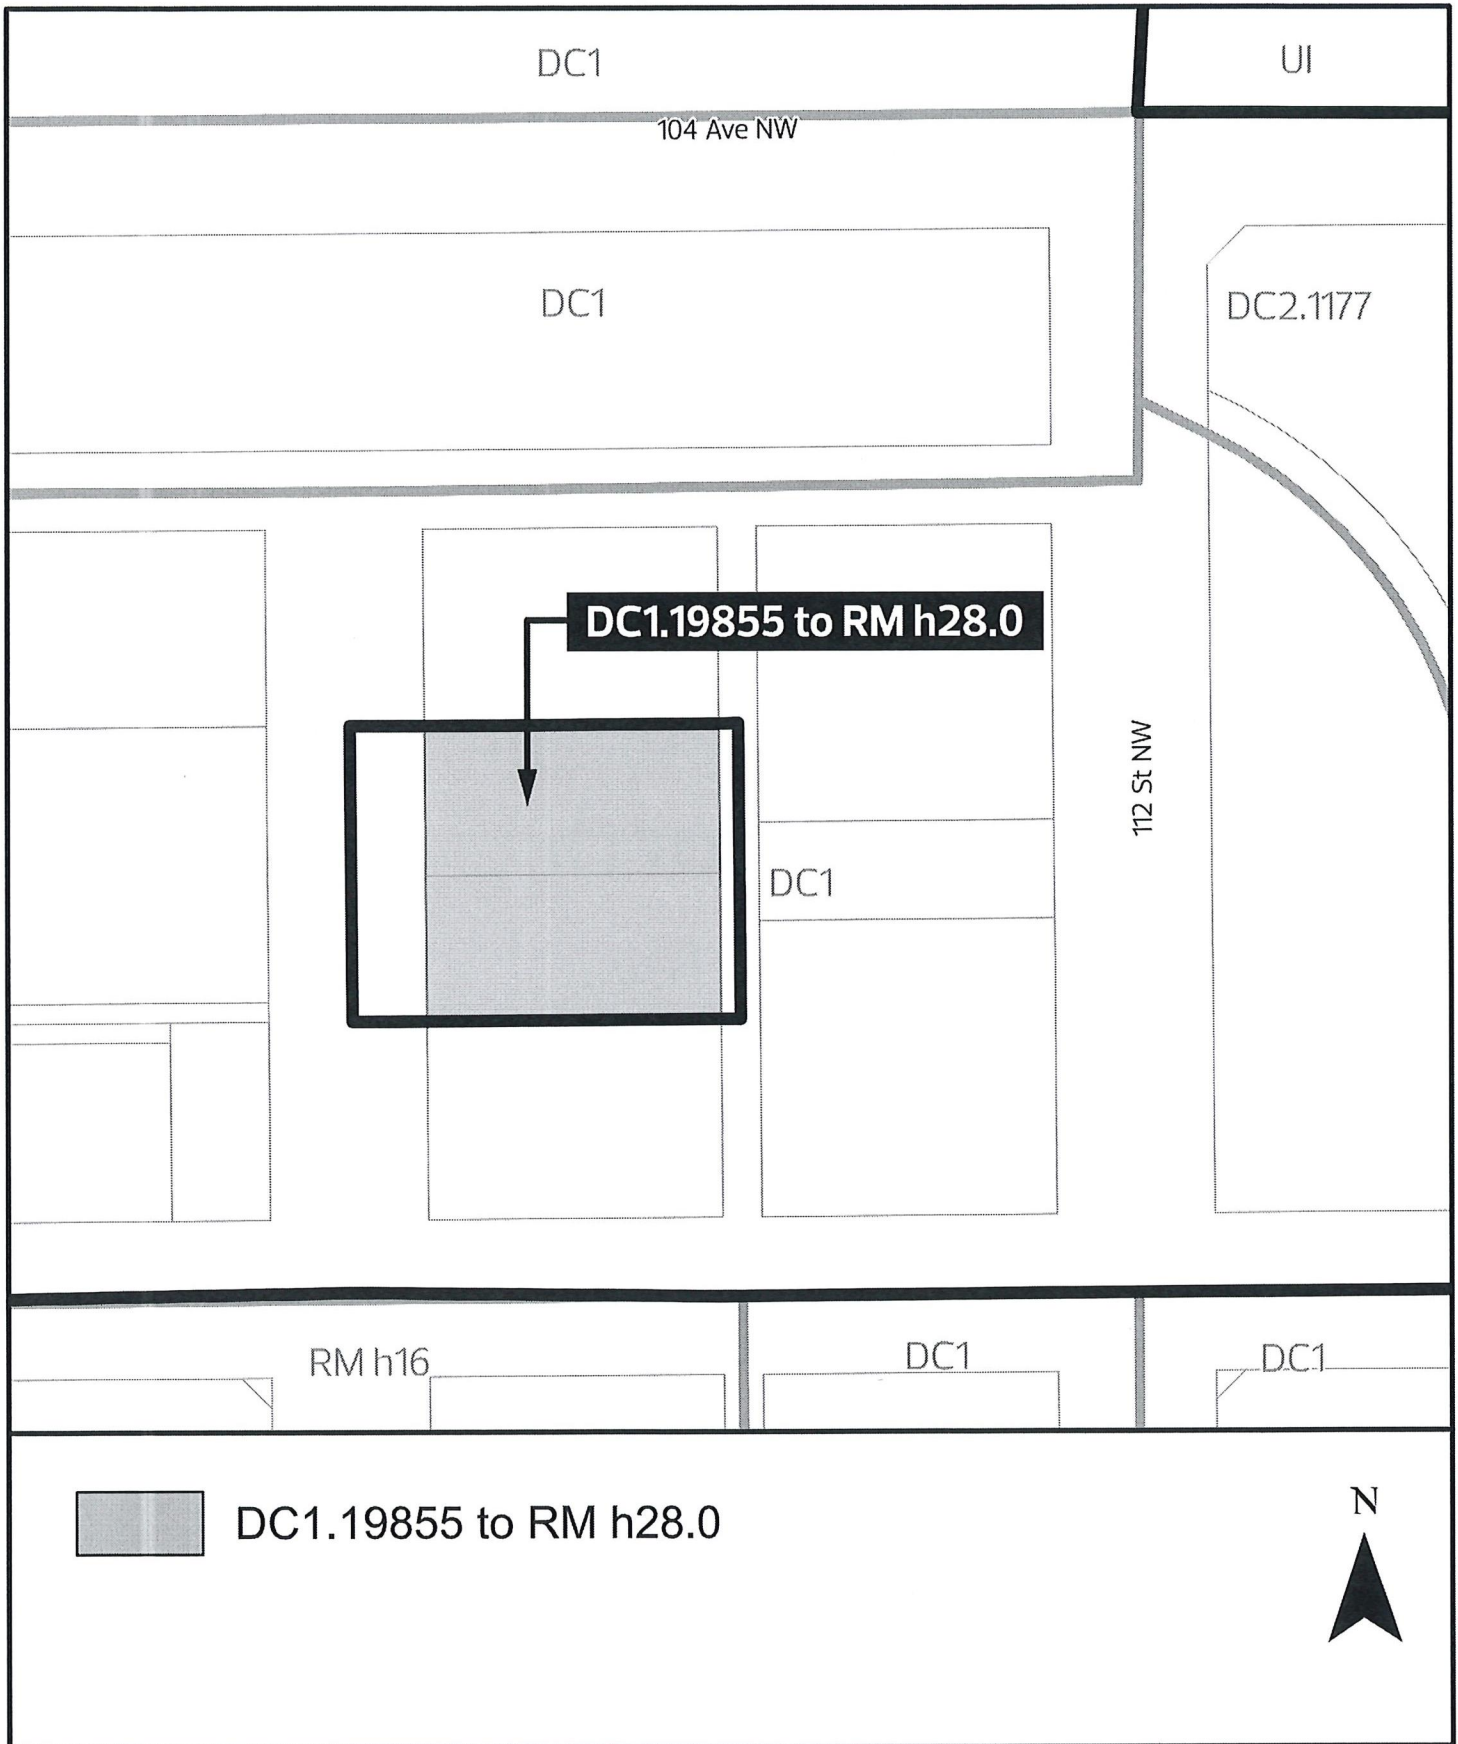 DC1
UI
104 Ave NW
DC1
DC2.1177
DC1.19855 to RM h28.0
112 St NW
DC1
RM h16
DC1
DC1
DC1.19855 to RM h28.0
N